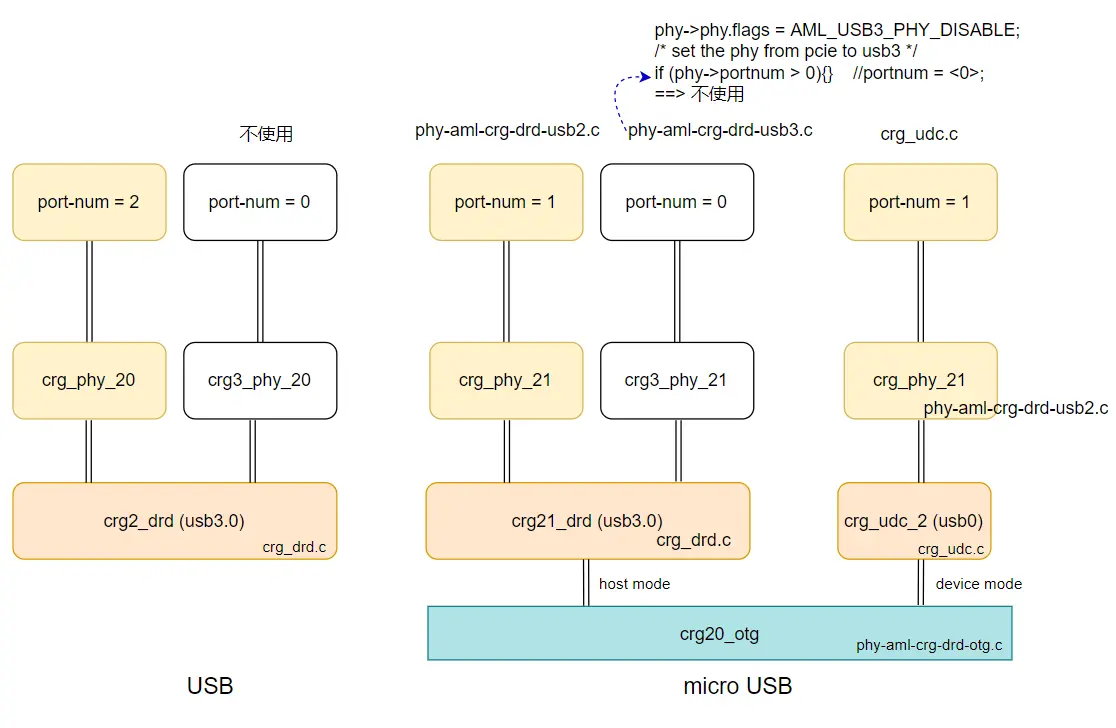 phy->phy.flags = AML_USB3_PHY_DISABLE;
/* set the phy from pcie to usb3 */
if (phy->portnum > 0){} //portnum = <0>;
==> 不使用
不使用
phy-aml-crg-drd-usb2.c
phy-aml-crg-drd-usb3.c
crg_udc.c
port-num = 2
port-num = 0
port-num = 1
port-num = 0
port-num = 1
crg_phy_20
crg3_phy_20
crg_phy_21
crg3_phy_21
crg_phy_21
phy-aml-crg-drd-usb2.c
crg2_drd (usb3.0)
crg_drd.c
crg21_drd (usb3.0)
crg_drd.c
crg_udc_2 (usb0)
crg_udc.c
host mode
device mode
crg20_otg
phy-aml-crg-drd-otg.c
USB
micro USB